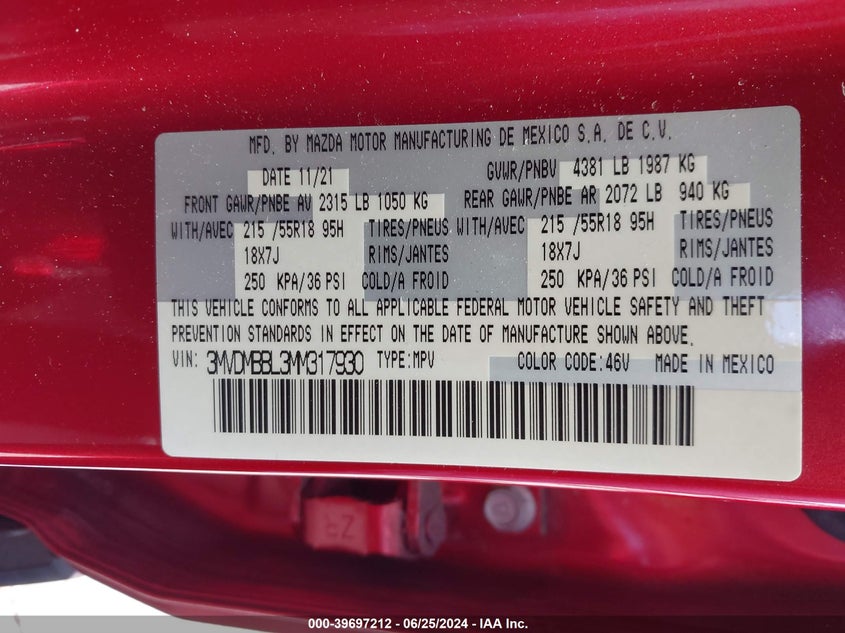 MFD. BY MAZDA MOTOR MANUFACTURING DE MEXICO S.A. DE C.V.
DATE 11/21 GVWR/PNBV 4381 LB 1987 KG
FRONT GAWR/PNBE AV 2315 LB 1050 KG REAR GAWR/PNBE AR 2072 LB 940 KG
WITH/AVEC 215 /55R18 95H TIRES/PNEUS WITH/AVEC 215 /55R18 95H TIRES/PNEUS
18X7J RIMS/JANTES 18X7J RIMS/JANTES
250 KPA/36 PSI COLD/A FROID 250 KPA/36 PSI COLD/A FROID
THIS VEHICLE CONFORMS TO ALL APPLICABLE FEDERAL MOTOR VEHICLE SAFETY AND THEFT
PREVENTION STANDARDS IN EFFECT ON THE DATE OF MANUFACTURE SHOWN ABOVE.
VIN: 3MVDMBBL3MM317930 TYPE:MPV COLOR CODE:46V MADE IN MEXICO
000-39697212 - 06/25/2024 - IAA Inc.